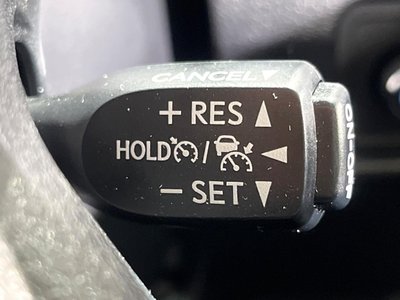 CANCEL ▼
+ RES ▲
HOLD / ◀
− SET ▼
ON-OFF